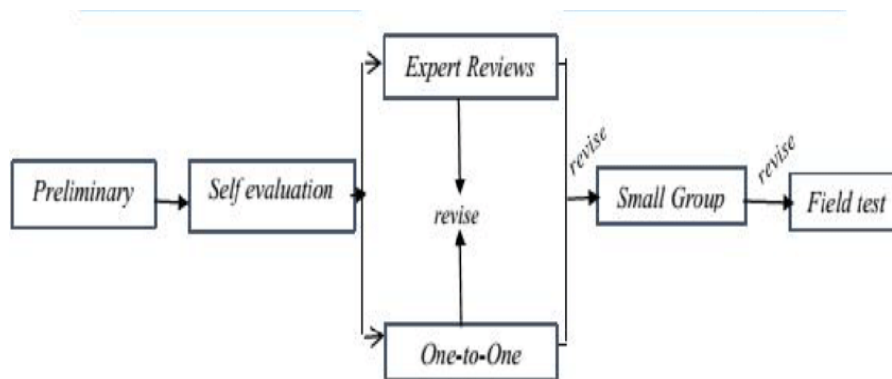 Preliminary
Self evaluation
Expert Reviews
revise
One-to-One
revise
Small Group
revise
Field test